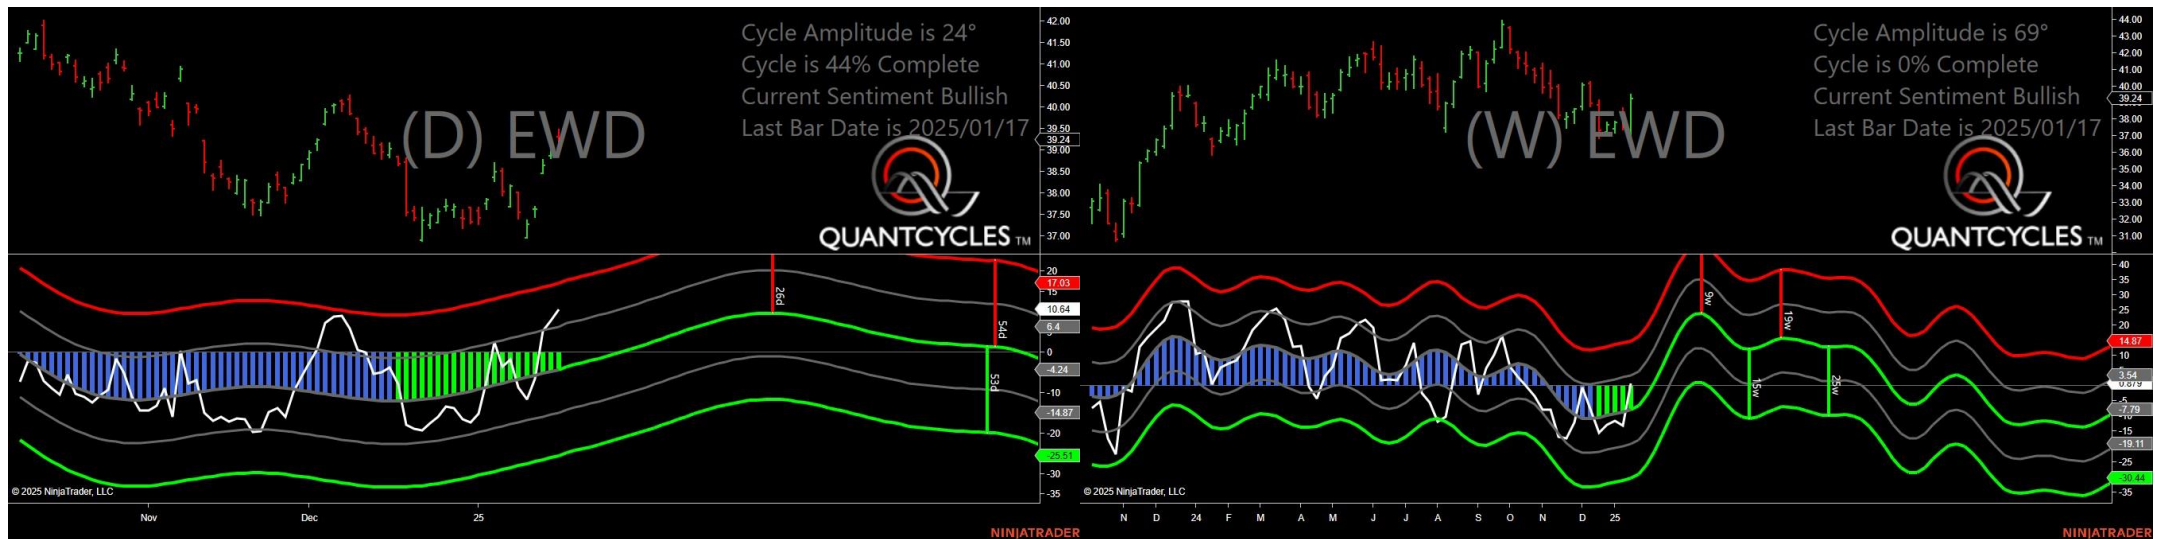 Cycle Amplitude is 24°
Cycle is 44% Complete
Current Sentiment Bullish
Last Bar Date is 2025/01/17
(D) EWD
QUANTCYCLES TM
42.00
41.50
41.00
40.50
40.00
39.50
39.24
39.00
38.50
38.00
37.50
37.00
26d
54d
53d
20
17.03
15
10.64
6.4
0
-4.24
-10
-14.87
-20
-25.51
-30
-35
© 2025 NinjaTrader, LLC
Nov
Dec
25
NINJATRADER
Cycle Amplitude is 69°
Cycle is 0% Complete
Current Sentiment Bullish
Last Bar Date is 2025/01/17
(W) EWD
QUANTCYCLES TM
44.00
43.00
42.00
41.00
40.00
39.24
38.00
37.00
36.00
35.00
34.00
33.00
32.00
31.00
9w
19w
15w
25w
40
35
30
25
20
14.87
10
3.54
0.879
-5
-7.79
-15
-19.11
-25
-30.44
-35
© 2025 NinjaTrader, LLC
N D 24 F M A M J J A S O N D 25
NINJATRADER